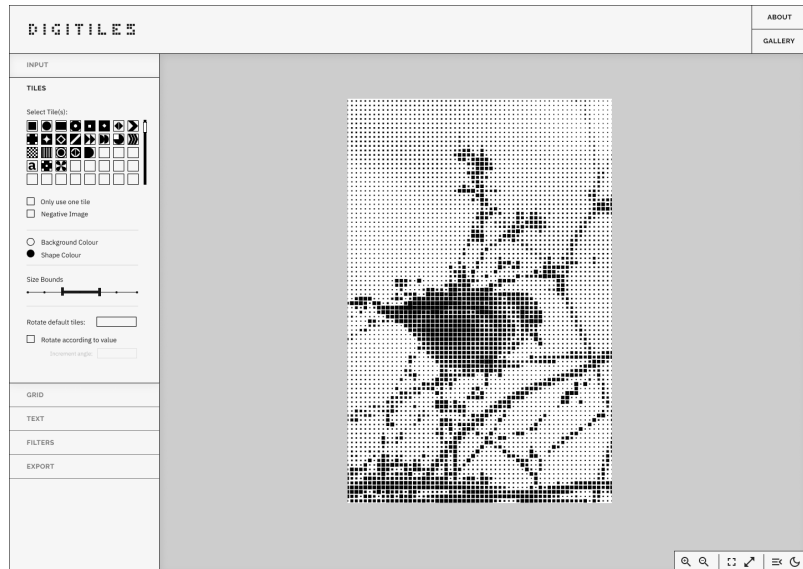 DIGITILES
ABOUT
GALLERY
INPUT
TILES
Select Tile(s):
a
Only use one tile
Negative Image
Background Colour
Shape Colour
Size Bounds
Rotate default tiles:
Rotate according to value
Increment angle:
GRID
TEXT
FILTERS
EXPORT